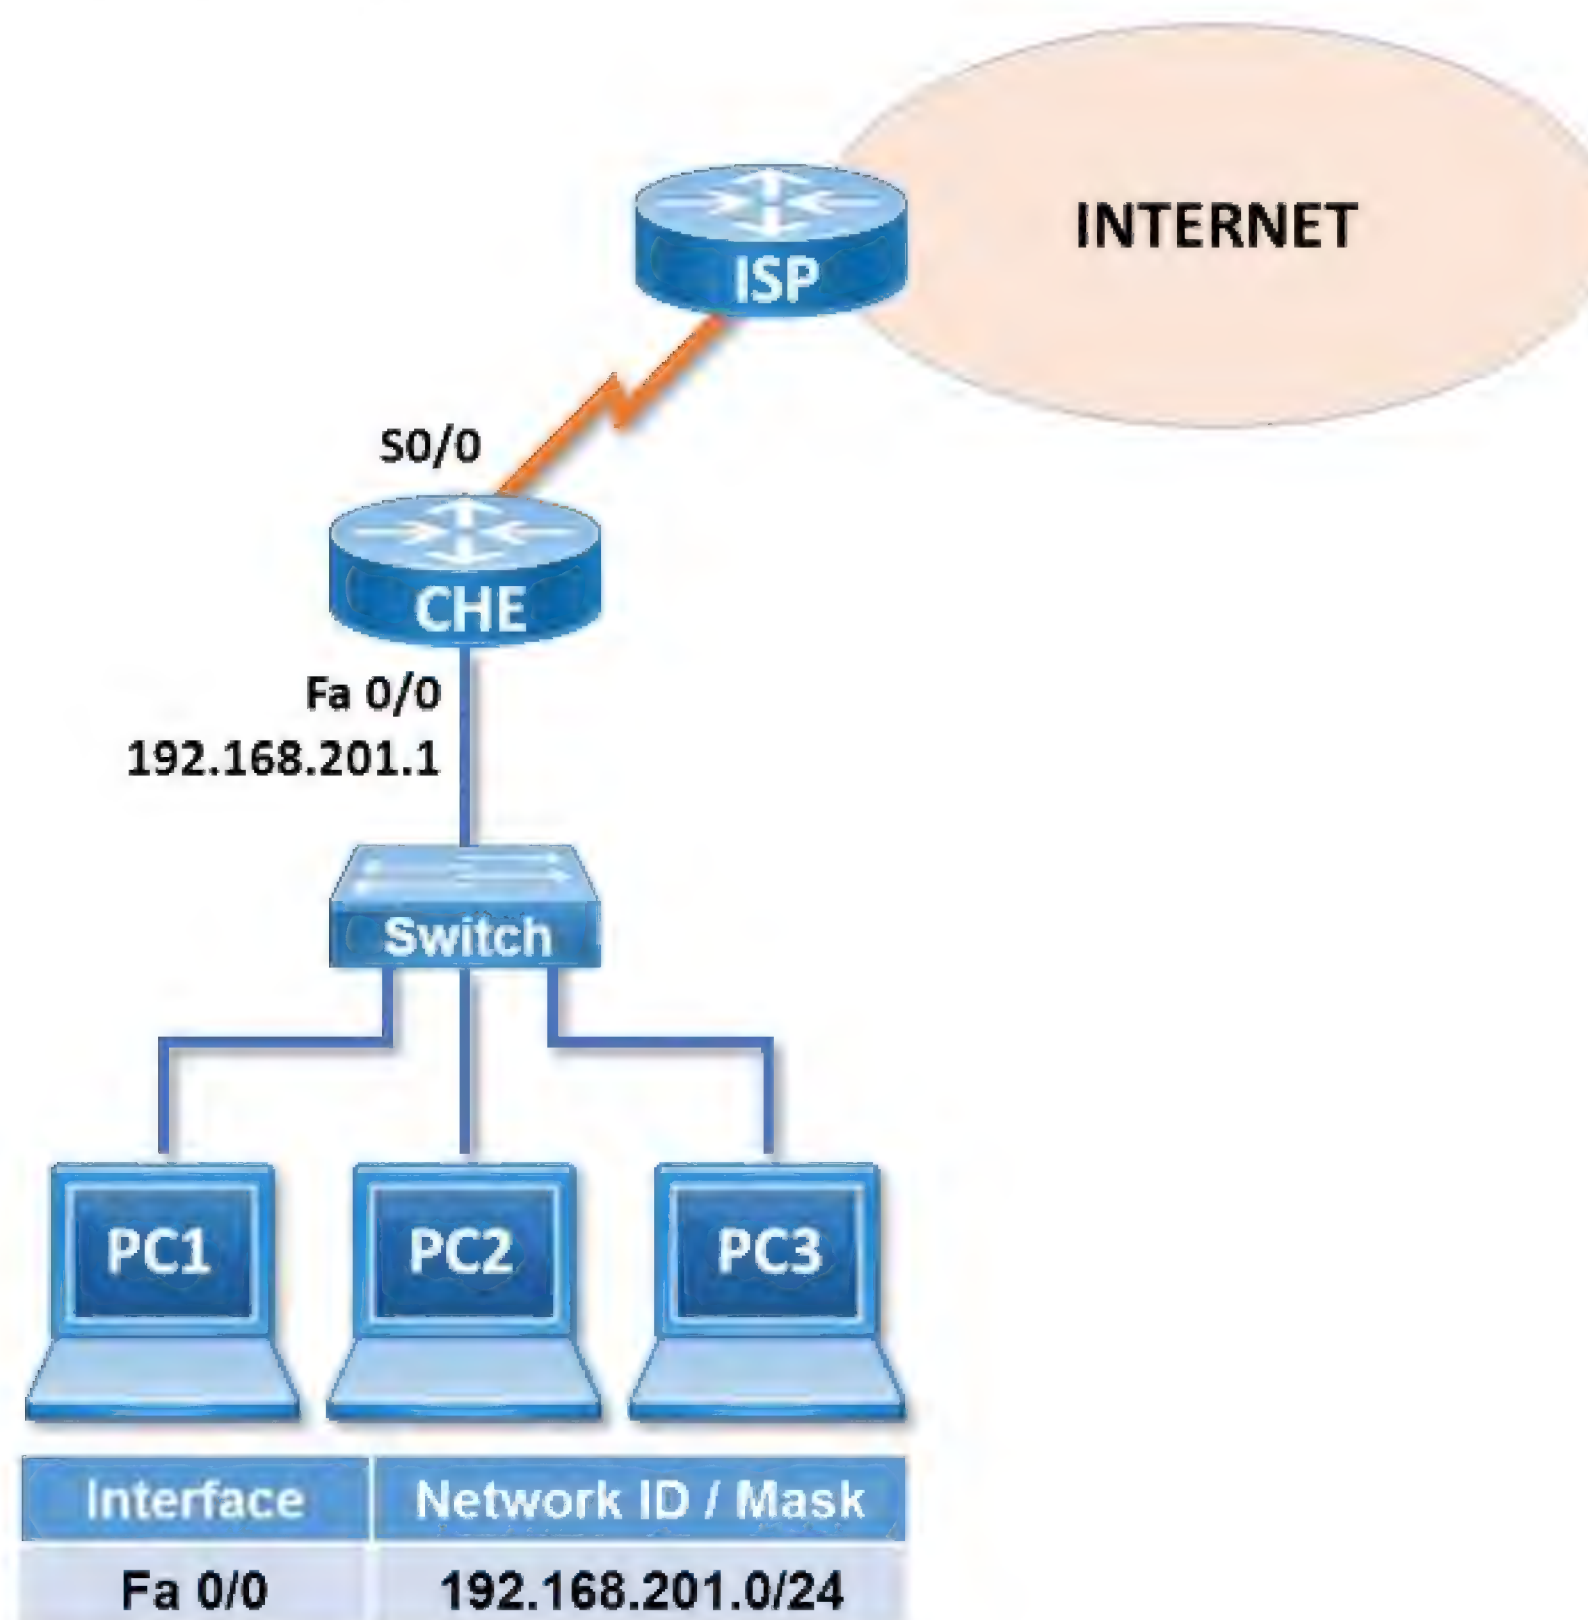 INTERNET
ISP
S0/0
CHE
Fa 0/0
192.168.201.1
Switch
PC1 PC2 PC3
Interface Network ID / Mask
Fa 0/0 192.168.201.0/24